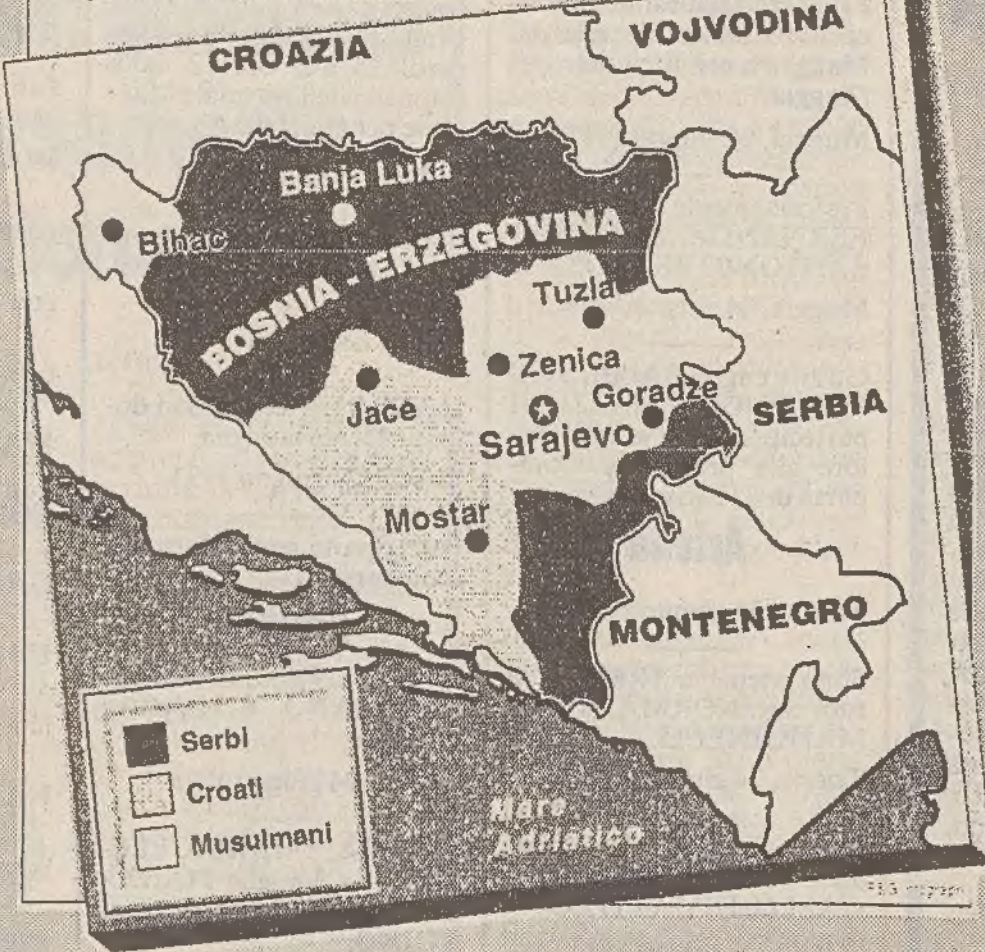 CROAZIA
VOJVODINA
Banja Luka
Bihac
BOSNIA - ERZEGOVINA
Tuzla
Zenica
Goradze
Jace
Sarajevo
SERBIA
Mostar
MONTENEGRO
Serbi
Croati
Musulmani
Mare
Adriatico